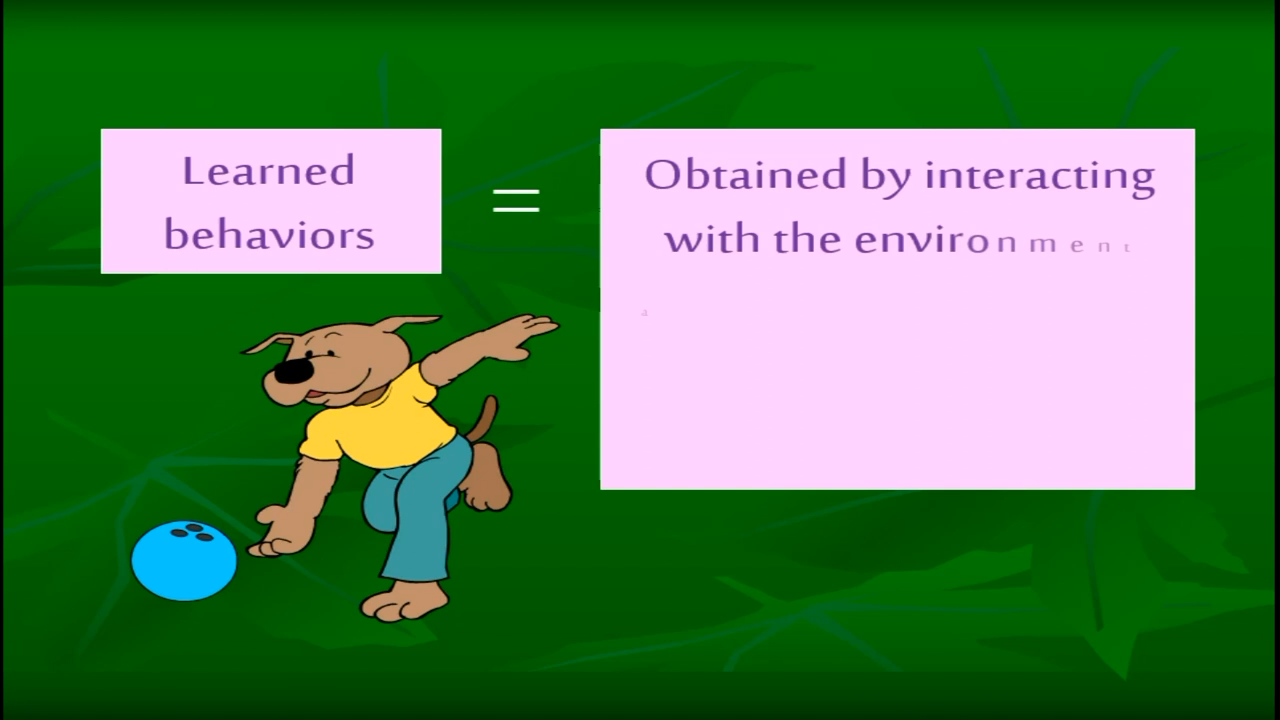 Learned
behaviors
=
Obtained by interacting
with the environment